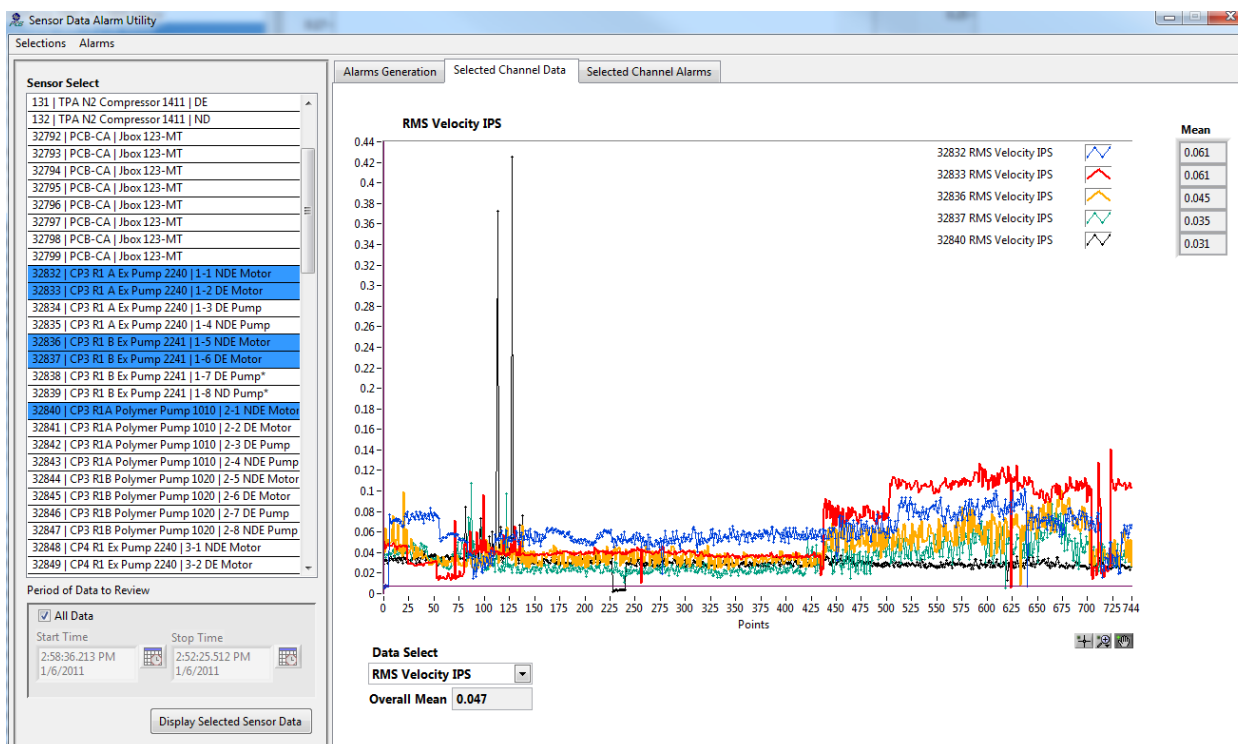 Sensor Data Alarm Utility
Selections Alarms
Sensor Select
131 | TPA N2 Compressor 1411 | DE
132 | TPA N2 Compressor 1411 | ND
32792 | PCB-CA | Jbox 123-MT
32793 | PCB-CA | Jbox 123-MT
32794 | PCB-CA | Jbox 123-MT
32795 | PCB-CA | Jbox 123-MT
32796 | PCB-CA | Jbox 123-MT
32797 | PCB-CA | Jbox 123-MT
32798 | PCB-CA | Jbox 123-MT
32799 | PCB-CA | Jbox 123-MT
32832 | CP3 R1 A Ex Pump 2240 | 1-1 NDE Motor
32833 | CP3 R1 A Ex Pump 2240 | 1-2 DE Motor
32834 | CP3 R1 A Ex Pump 2240 | 1-3 DE Pump
32835 | CP3 R1 A Ex Pump 2240 | 1-4 NDE Pump
32836 | CP3 R1 B Ex Pump 2241 | 1-5 NDE Motor
32837 | CP3 R1 B Ex Pump 2241 | 1-6 DE Motor
32838 | CP3 R1 B Ex Pump 2241 | 1-7 DE Pump*
32839 | CP3 R1 B Ex Pump 2241 | 1-8 ND Pump*
32840 | CP3 R1A Polymer Pump 1010 | 2-1 NDE Motor
32841 | CP3 R1A Polymer Pump 1010 | 2-2 DE Motor
32842 | CP3 R1A Polymer Pump 1010 | 2-3 DE Pump
32843 | CP3 R1A Polymer Pump 1010 | 2-4 NDE Pump
32844 | CP3 R1B Polymer Pump 1020 | 2-5 NDE Motor
32845 | CP3 R1B Polymer Pump 1020 | 2-6 DE Motor
32846 | CP3 R1B Polymer Pump 1020 | 2-7 DE Pump
32847 | CP3 R1B Polymer Pump 1020 | 2-8 NDE Pump
32848 | CP4 R1 Ex Pump 2240 | 3-1 NDE Motor
32849 | CP4 R1 Ex Pump 2240 | 3-2 DE Motor
Period of Data to Review
All Data
Start Time Stop Time
2:58:36.213 PM 2:52:25.512 PM
1/6/2011 1/6/2011
Display Selected Sensor Data
Alarms Generation Selected Channel Data Selected Channel Alarms
RMS Velocity IPS
0.44
0.42
0.4
0.38
0.36
0.34
0.32
0.3
0.28
0.26
0.24
0.22
0.2
0.18
0.16
0.14
0.12
0.1
0.08
0.06
0.04
0.02
0
0 25 50 75 100 125 150 175 200 225 250 275 300 325 350 375 400 425 450 475 500 525 550 575 600 625 650 675 700 725 744
Points
32832 RMS Velocity IPS
32833 RMS Velocity IPS
32836 RMS Velocity IPS
32837 RMS Velocity IPS
32840 RMS Velocity IPS
Mean
0.061
0.061
0.045
0.035
0.031
Data Select
RMS Velocity IPS
Overall Mean 0.047